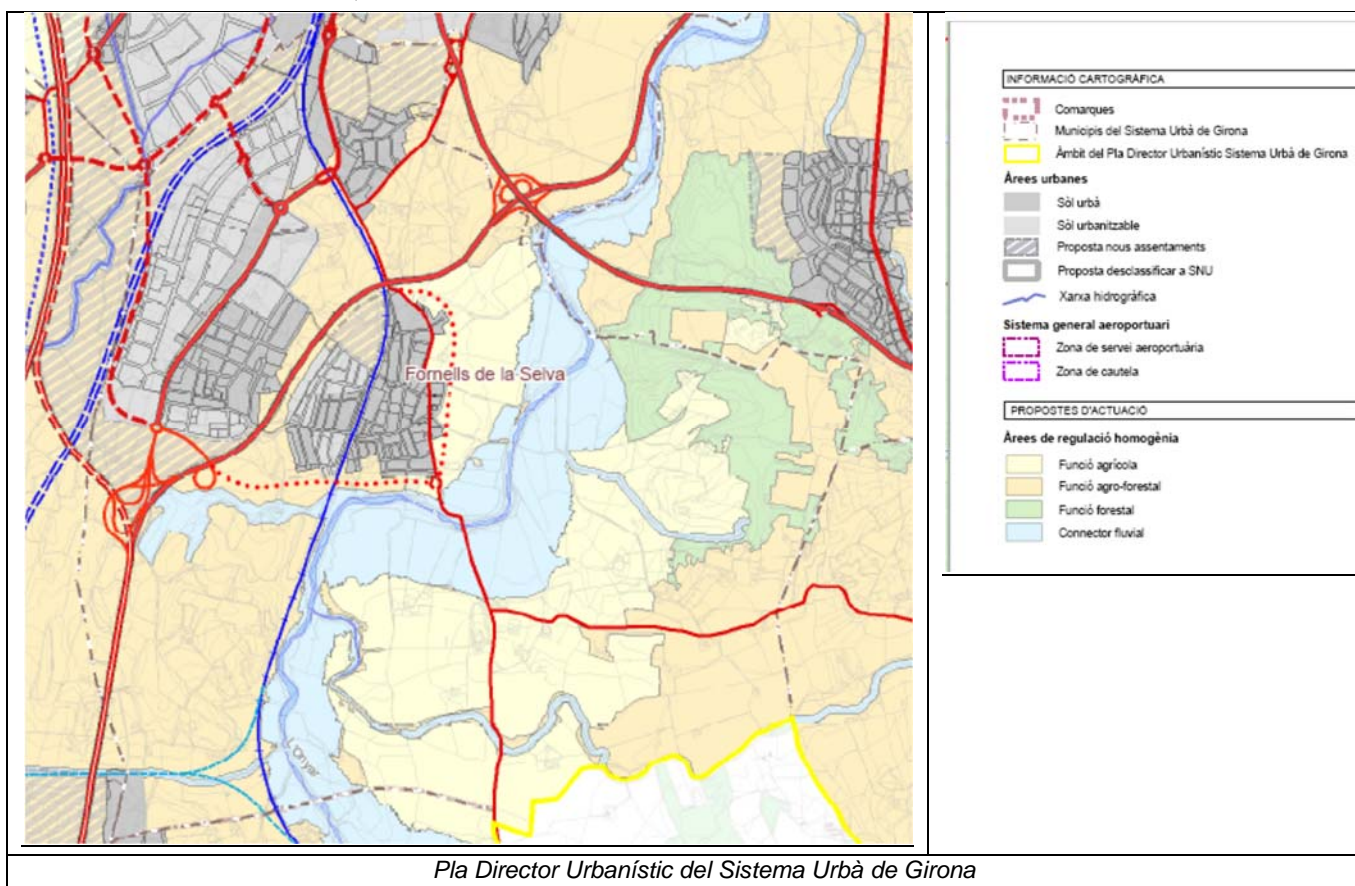 Fornells de la Selva
L'Onyar
INFORMACIÓ CARTOGRÀFICA
Comarques
Municipis del Sistema Urbà de Girona
Àmbit del Pla Director Urbanístic Sistema Urbà de Girona
Àrees urbanes
Sòl urbà
Sòl urbanitzable
Proposta nous assentaments
Proposta desclassificar a SNU
Xarxa hidrogràfica
Sistema general aeroportuari
Zona de servei aeroportuària
Zona de cautela
PROPOSTES D'ACTUACIÓ
Àrees de regulació homogènia
Funció agrícola
Funció agro-forestal
Funció forestal
Connector fluvial
Pla Director Urbanístic del Sistema Urbà de Girona